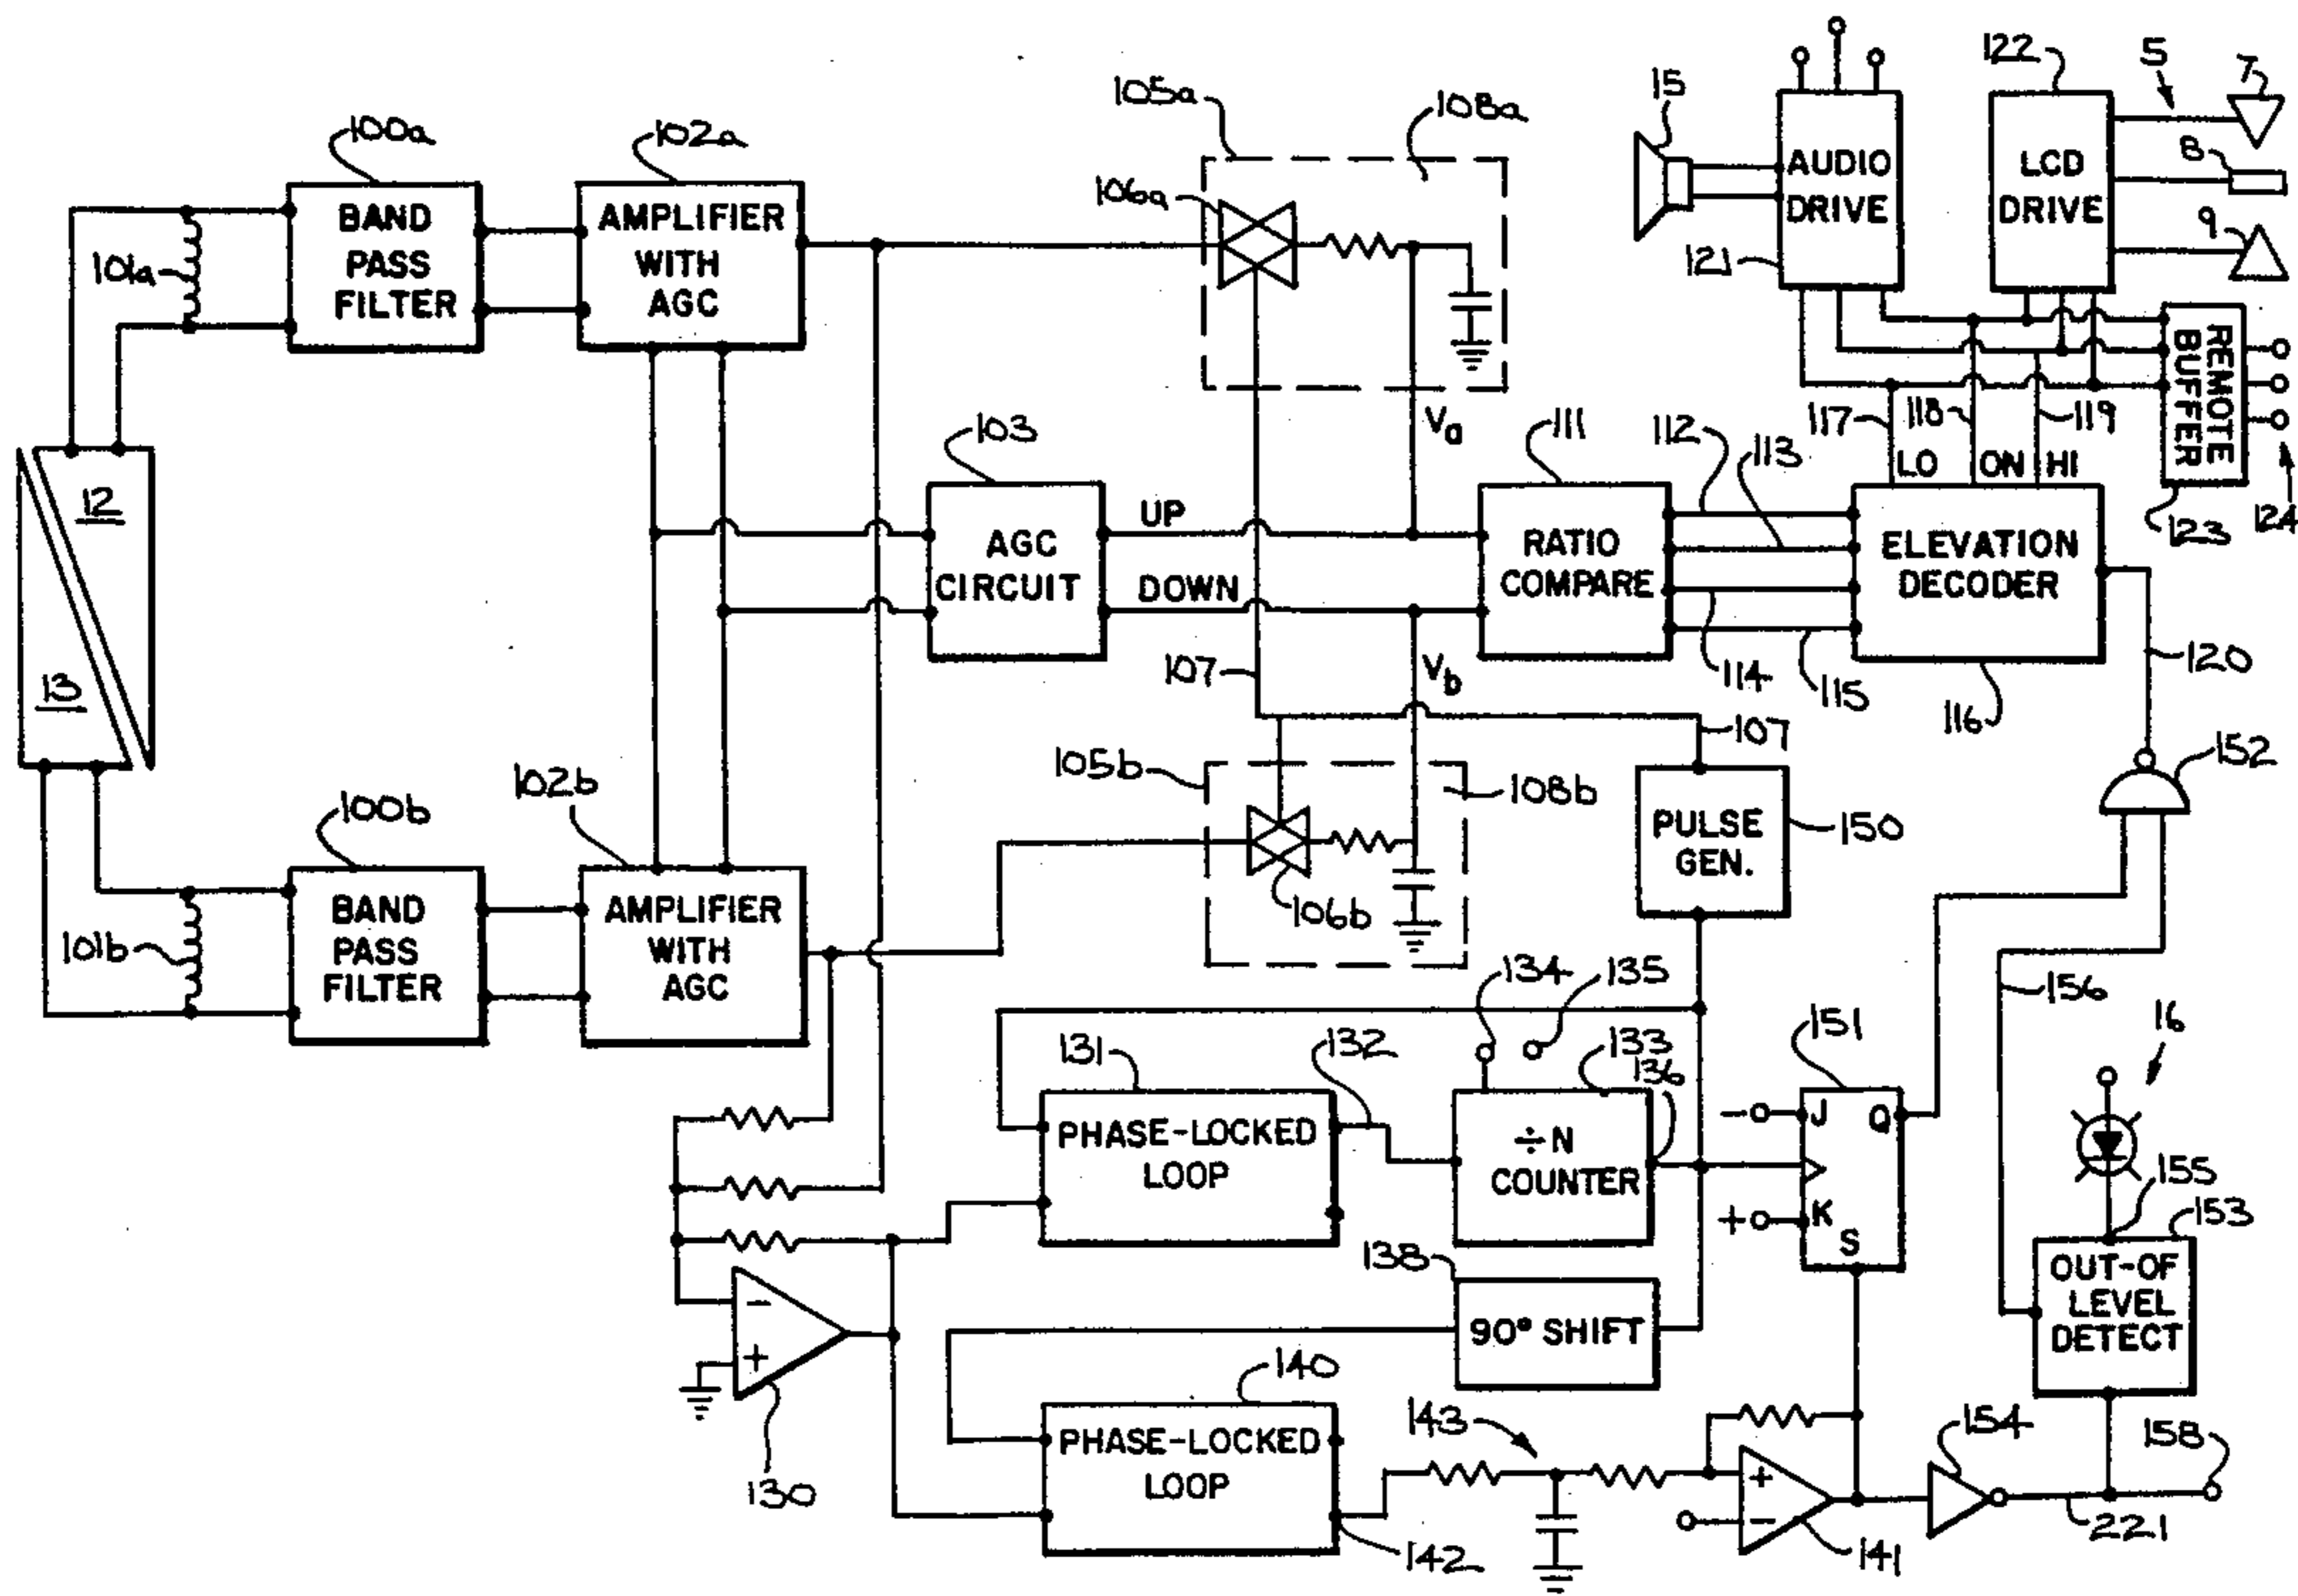 100a
102a
105a
108a
15
122
5
7
101a
BAND
PASS
FILTER
AMPLIFIER
WITH
AGC
106a
AUDIO
DRIVE
LCD
DRIVE
8
9
121
REMOTE
BUFFER
12
103
Va
111
112
113
117
118
119
LO
ON
HI
123
124
13
AGC
CIRCUIT
UP
DOWN
RATIO
COMPARE
ELEVATION
DECODER
107
Vb
114
115
116
120
100b
102b
105b
108b
107
152
PULSE
GEN.
150
101b
BAND
PASS
FILTER
AMPLIFIER
WITH
AGC
106b
134
135
156
131
132
133
136
151
16
PHASE-LOCKED
LOOP
÷N
COUNTER
-
J
Q
+
K
S
155
153
138
90° SHIFT
OUT-OF
LEVEL
DETECT
-
+
130
140
PHASE-LOCKED
LOOP
143
142
+
-
141
154
158
221